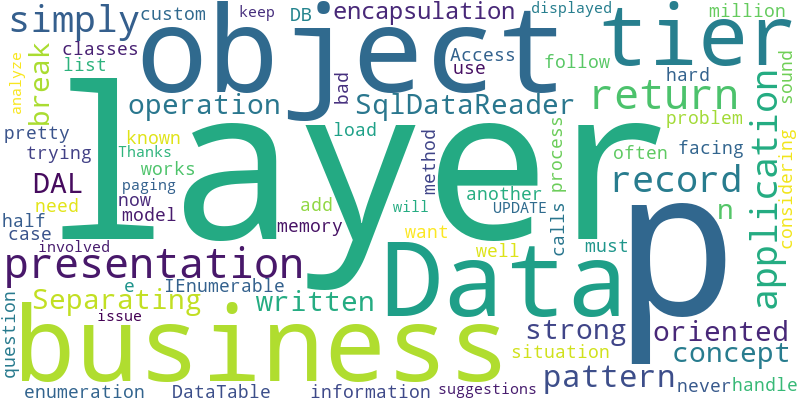 simply custom keep DB encapsulation displayed million
classes object Access use follow tier hard
analyze break list bad sound
operation SqlDataReader return
pretty known load layer often problem application
trying Thanks works method process facing considering
DAL paging another record
need now model add memory will UPDATE calls n
half case want well must
involved Data p
presentation e IEnumerable
Separating written strong oriented
question issue business situation concept
enumeration DataTable information suggestions pattern never handle